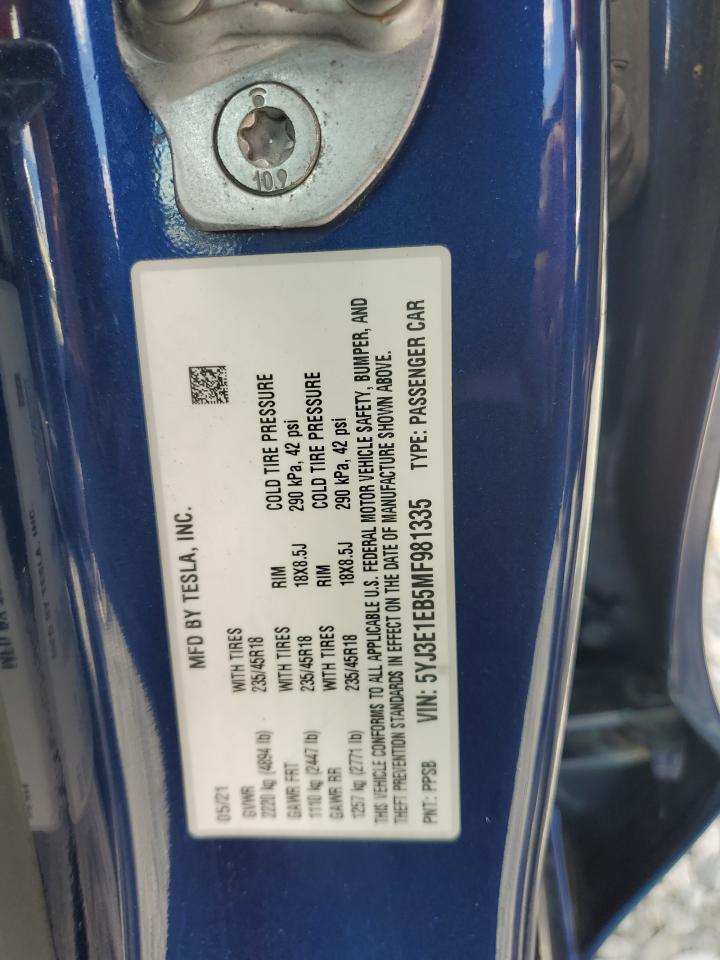 10.9
MFD BY TESLA, INC.
05/21
GVWR WITH TIRES
2220 kg (4894 lb) 235/45R18
GAWR FRT WITH TIRES RIM COLD TIRE PRESSURE
1110 kg (2447 lb) 235/45R18 18X8.5J 290 kPa, 42 psi
GAWR RR WITH TIRES RIM COLD TIRE PRESSURE
1257 kg (2771 lb) 235/45R18 18X8.5J 290 kPa, 42 psi
THIS VEHICLE CONFORMS TO ALL APPLICABLE U.S. FEDERAL MOTOR VEHICLE SAFETY, BUMPER, AND
THEFT PREVENTION STANDARDS IN EFFECT ON THE DATE OF MANUFACTURE SHOWN ABOVE.
PNT: PPSB VIN: 5YJ3E1EB5MF981335 TYPE: PASSENGER CAR